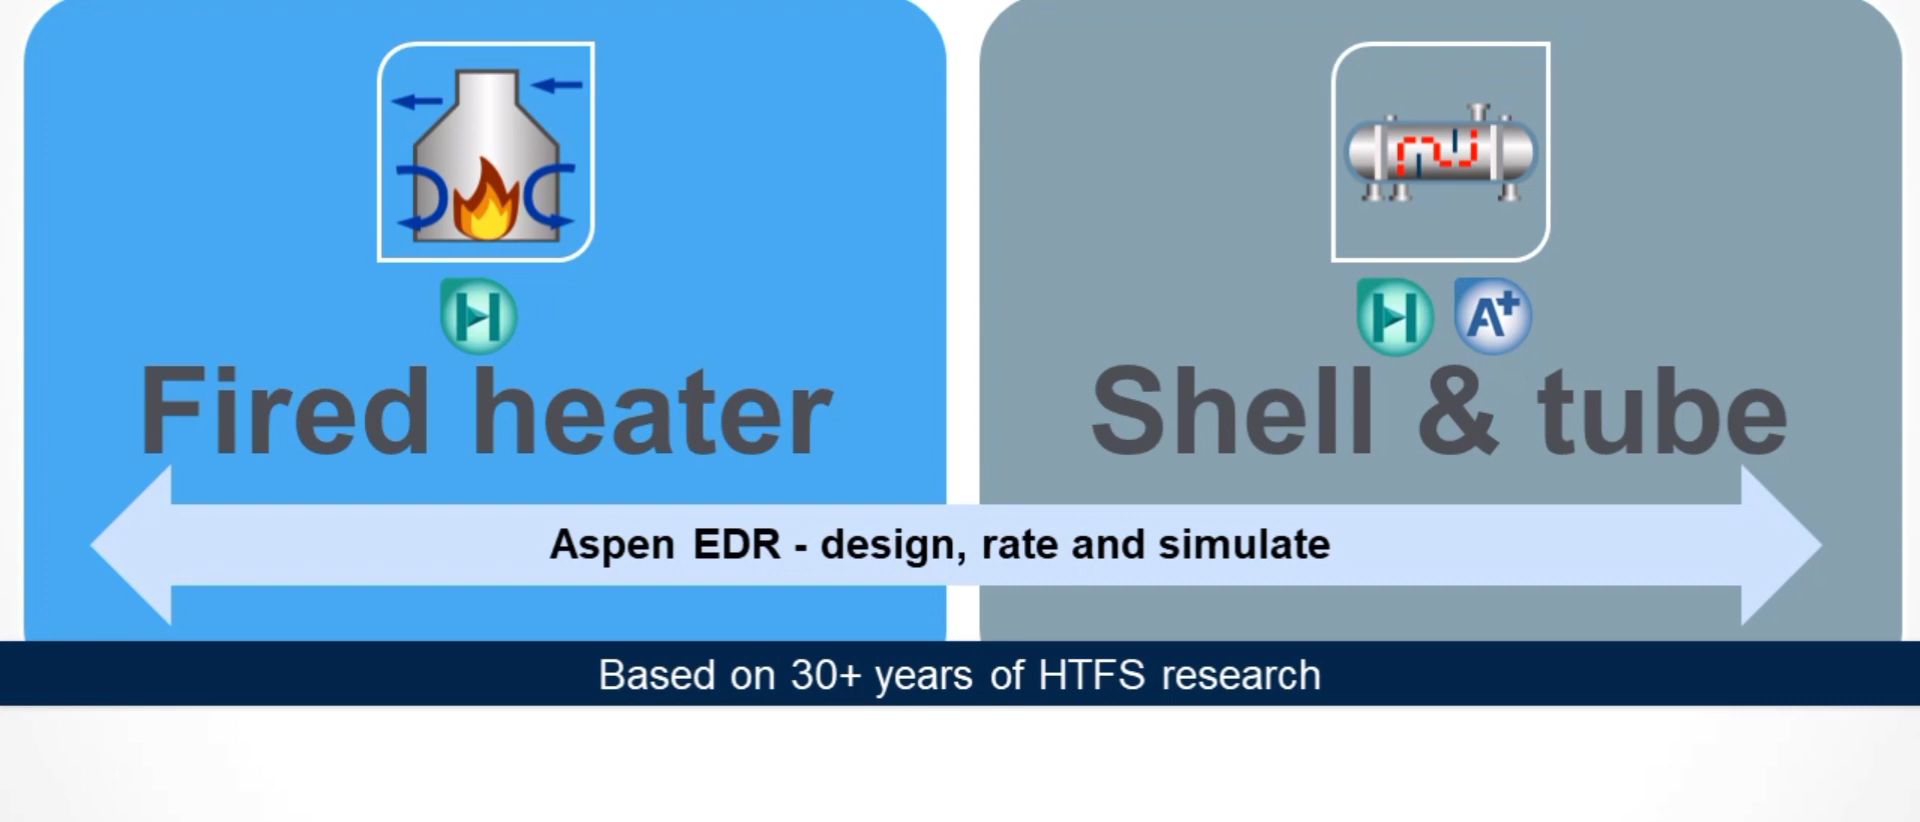 H
H A+
Fired heater
Shell & tube
Aspen EDR - design, rate and simulate
Based on 30+ years of HTFS research